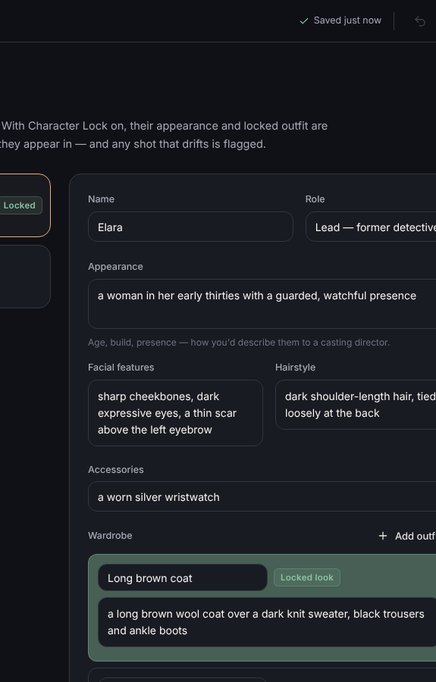 Saved just now
With Character Lock on, their appearance and locked outfit are
they appear in — and any shot that drifts is flagged.
Locked
Name
Role
Elara
Lead — former detective
Appearance
a woman in her early thirties with a guarded, watchful presence
Age, build, presence — how you'd describe them to a casting director.
Facial features
Hairstyle
sharp cheekbones, dark
expressive eyes, a thin scar
above the left eyebrow
dark shoulder-length hair, tied
loosely at the back
Accessories
a worn silver wristwatch
Wardrobe
+ Add outf
Long brown coat
Locked look
a long brown wool coat over a dark knit sweater, black trousers
and ankle boots